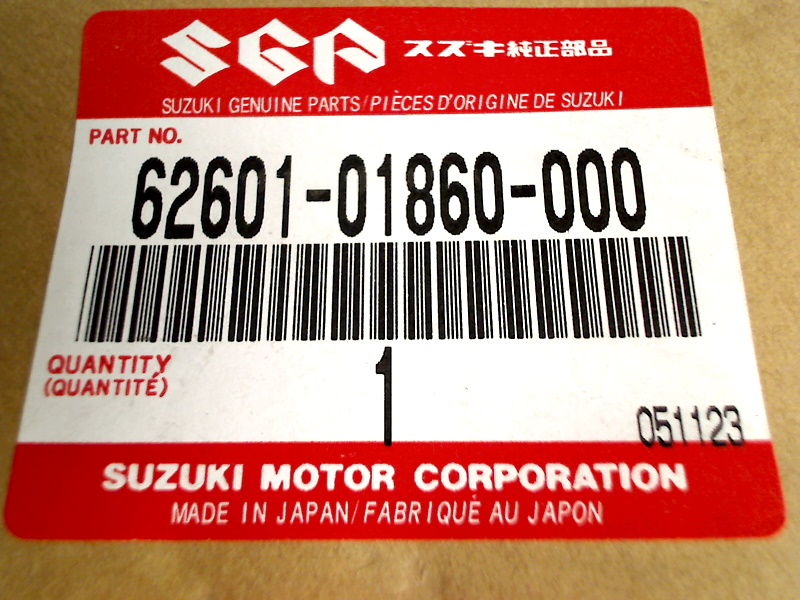 SGP スズキ純正部品
SUZUKI GENUINE PARTS/PIÈCES D'ORIGINE DE SUZUKI
PART NO.
62601-01860-000
QUANTITY
(QUANTITÉ)
1
051123
SUZUKI MOTOR CORPORATION
MADE IN JAPAN/FABRIQUÉ AU JAPON